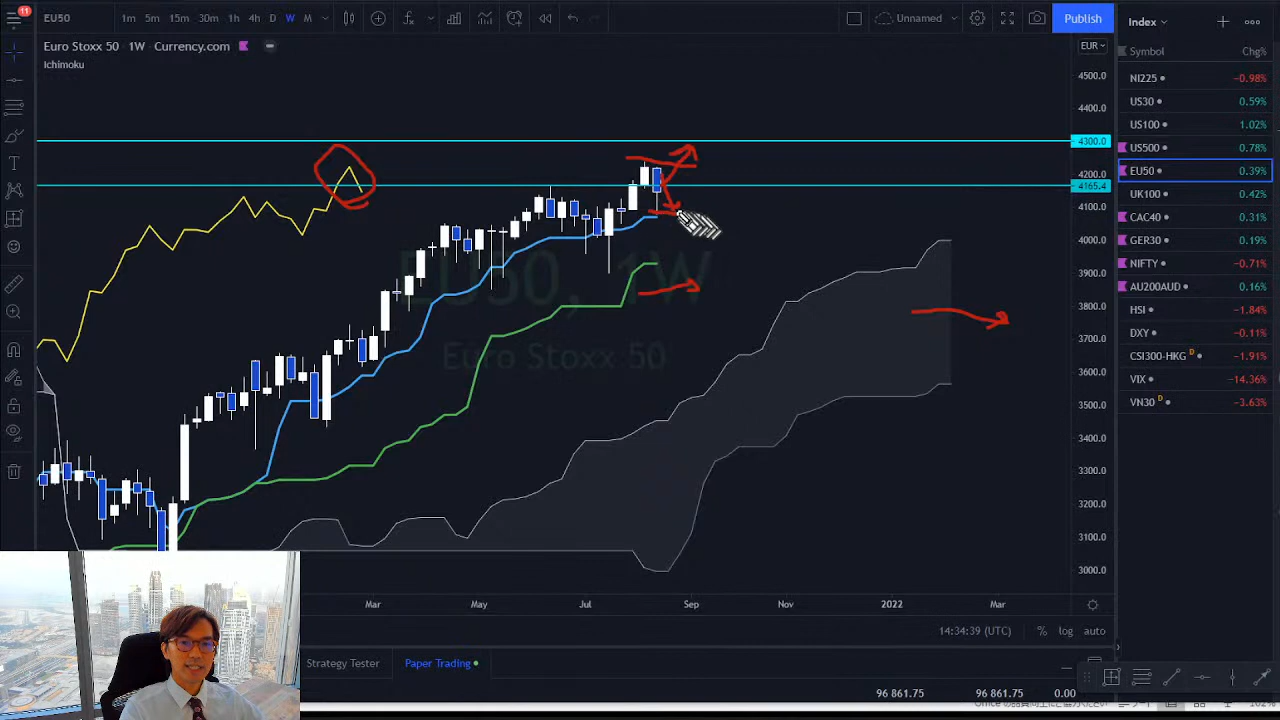 11
EU50
1m 5m 15m 30m 1h 4H D W M
Unnamed
Publish
Euro Stoxx 50 · 1W · Currency.com
Ichimoku
EUR
4500.0
4400.0
4300.0
4200.0
4165.4
4100.0
4000.0
3900.0
3800.0
3700.0
3600.0
3500.0
3400.0
3300.0
3200.0
3100.0
3000.0
EU50, 1W
Euro Stoxx 50
Mar May Jul Sep Nov 2022 Mar
14:34:39 (UTC) % log auto
Strategy Tester Paper Trading
96 861.75 96 861.75 0.00
Index
Symbol Chg%
NI225 −0.98%
US30 0.59%
US100 1.02%
US500 0.78%
EU50 0.39%
UK100 0.42%
CAC40 0.31%
GER30 0.19%
NIFTY −0.71%
AU200AUD 0.16%
HSI −1.84%
DXY −0.11%
CSI300-HKG D −1.91%
VIX −14.36%
VN30 D −3.63%
102%